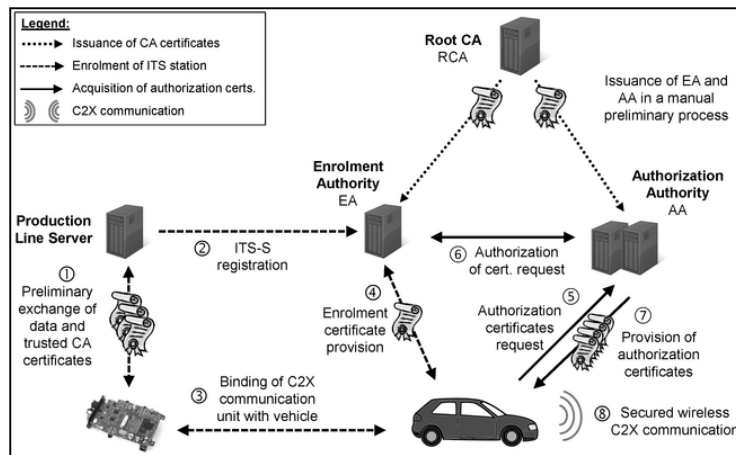 Legend:
Issuance of CA certificates
Enrolment of ITS station
Acquisition of authorization certs.
C2X communication
Root CA
RCA
Issuance of EA and
AA in a manual
preliminary process
Enrolment
Authority
EA
Authorization
Authority
AA
Production
Line Server
② ITS-S
registration
⑥ Authorization
of cert. request
①
Preliminary
exchange of
data and
trusted CA
certificates
④
Enrolment
certificate
provision
⑤
Authorization
certificates
request
⑦
Provision of
authorization
certificates
③ Binding of C2X
communication
unit with vehicle
⑧ Secured wireless
C2X communication